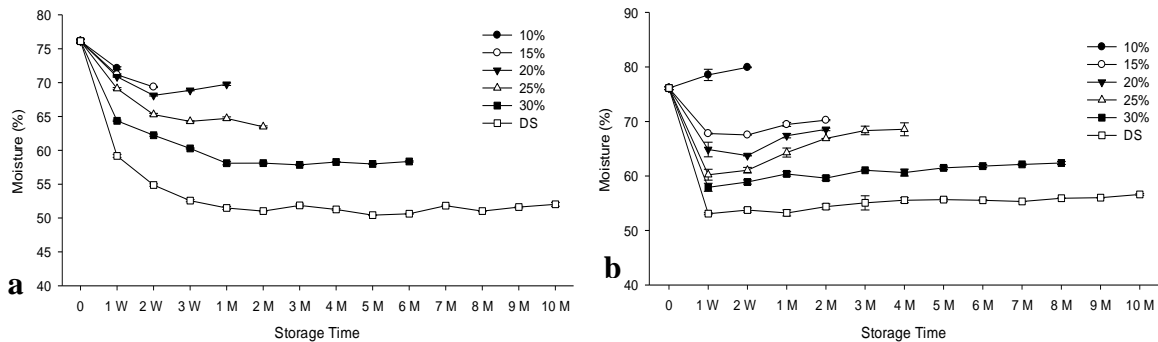 80
75
70
65
60
55
50
45
40
Moisture (%)
10%
15%
20%
25%
30%
DS
0 1 W 2 W 3 W 1 M 2 M 3 M 4 M 5 M 6 M 7 M 8 M 9 M 10 M
Storage Time
a
90
80
70
60
50
40
Moisture (%)
10%
15%
20%
25%
30%
DS
0 1 W 2 W 1 M 2 M 3 M 4 M 5 M 6 M 7 M 8 M 9 M 10 M
Storage Time
b